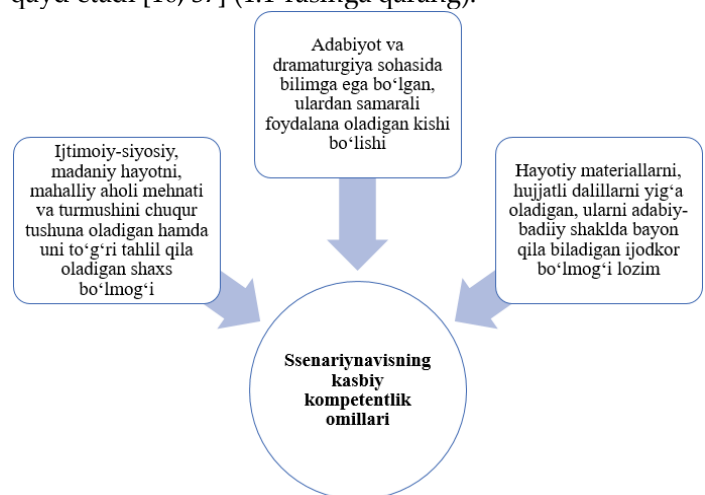 qayd etadi [16, 37] (1.1-rasmga qarang).
Adabiyot va
dramaturgiya sohasida
bilimga ega bo‘lgan,
ulardan samarali
foydalana oladigan kishi
bo‘lishi
Ijtimoiy-siyosiy,
madaniy hayotni,
mahalliy aholi mehnati
va turmushini chuqur
tushuna oladigan hamda
uni to‘g‘ri tahlil qila
oladigan shaxs
bo‘lmog‘i
Hayotiy materiallarni,
hujjatli dalillarni yig‘a
oladigan, ularni adabiy-
badiiy shaklda bayon
qila biladigan ijodkor
bo‘lmog‘i lozim
Ssenariynavisning
kasbiy
kompetentlik
omillari